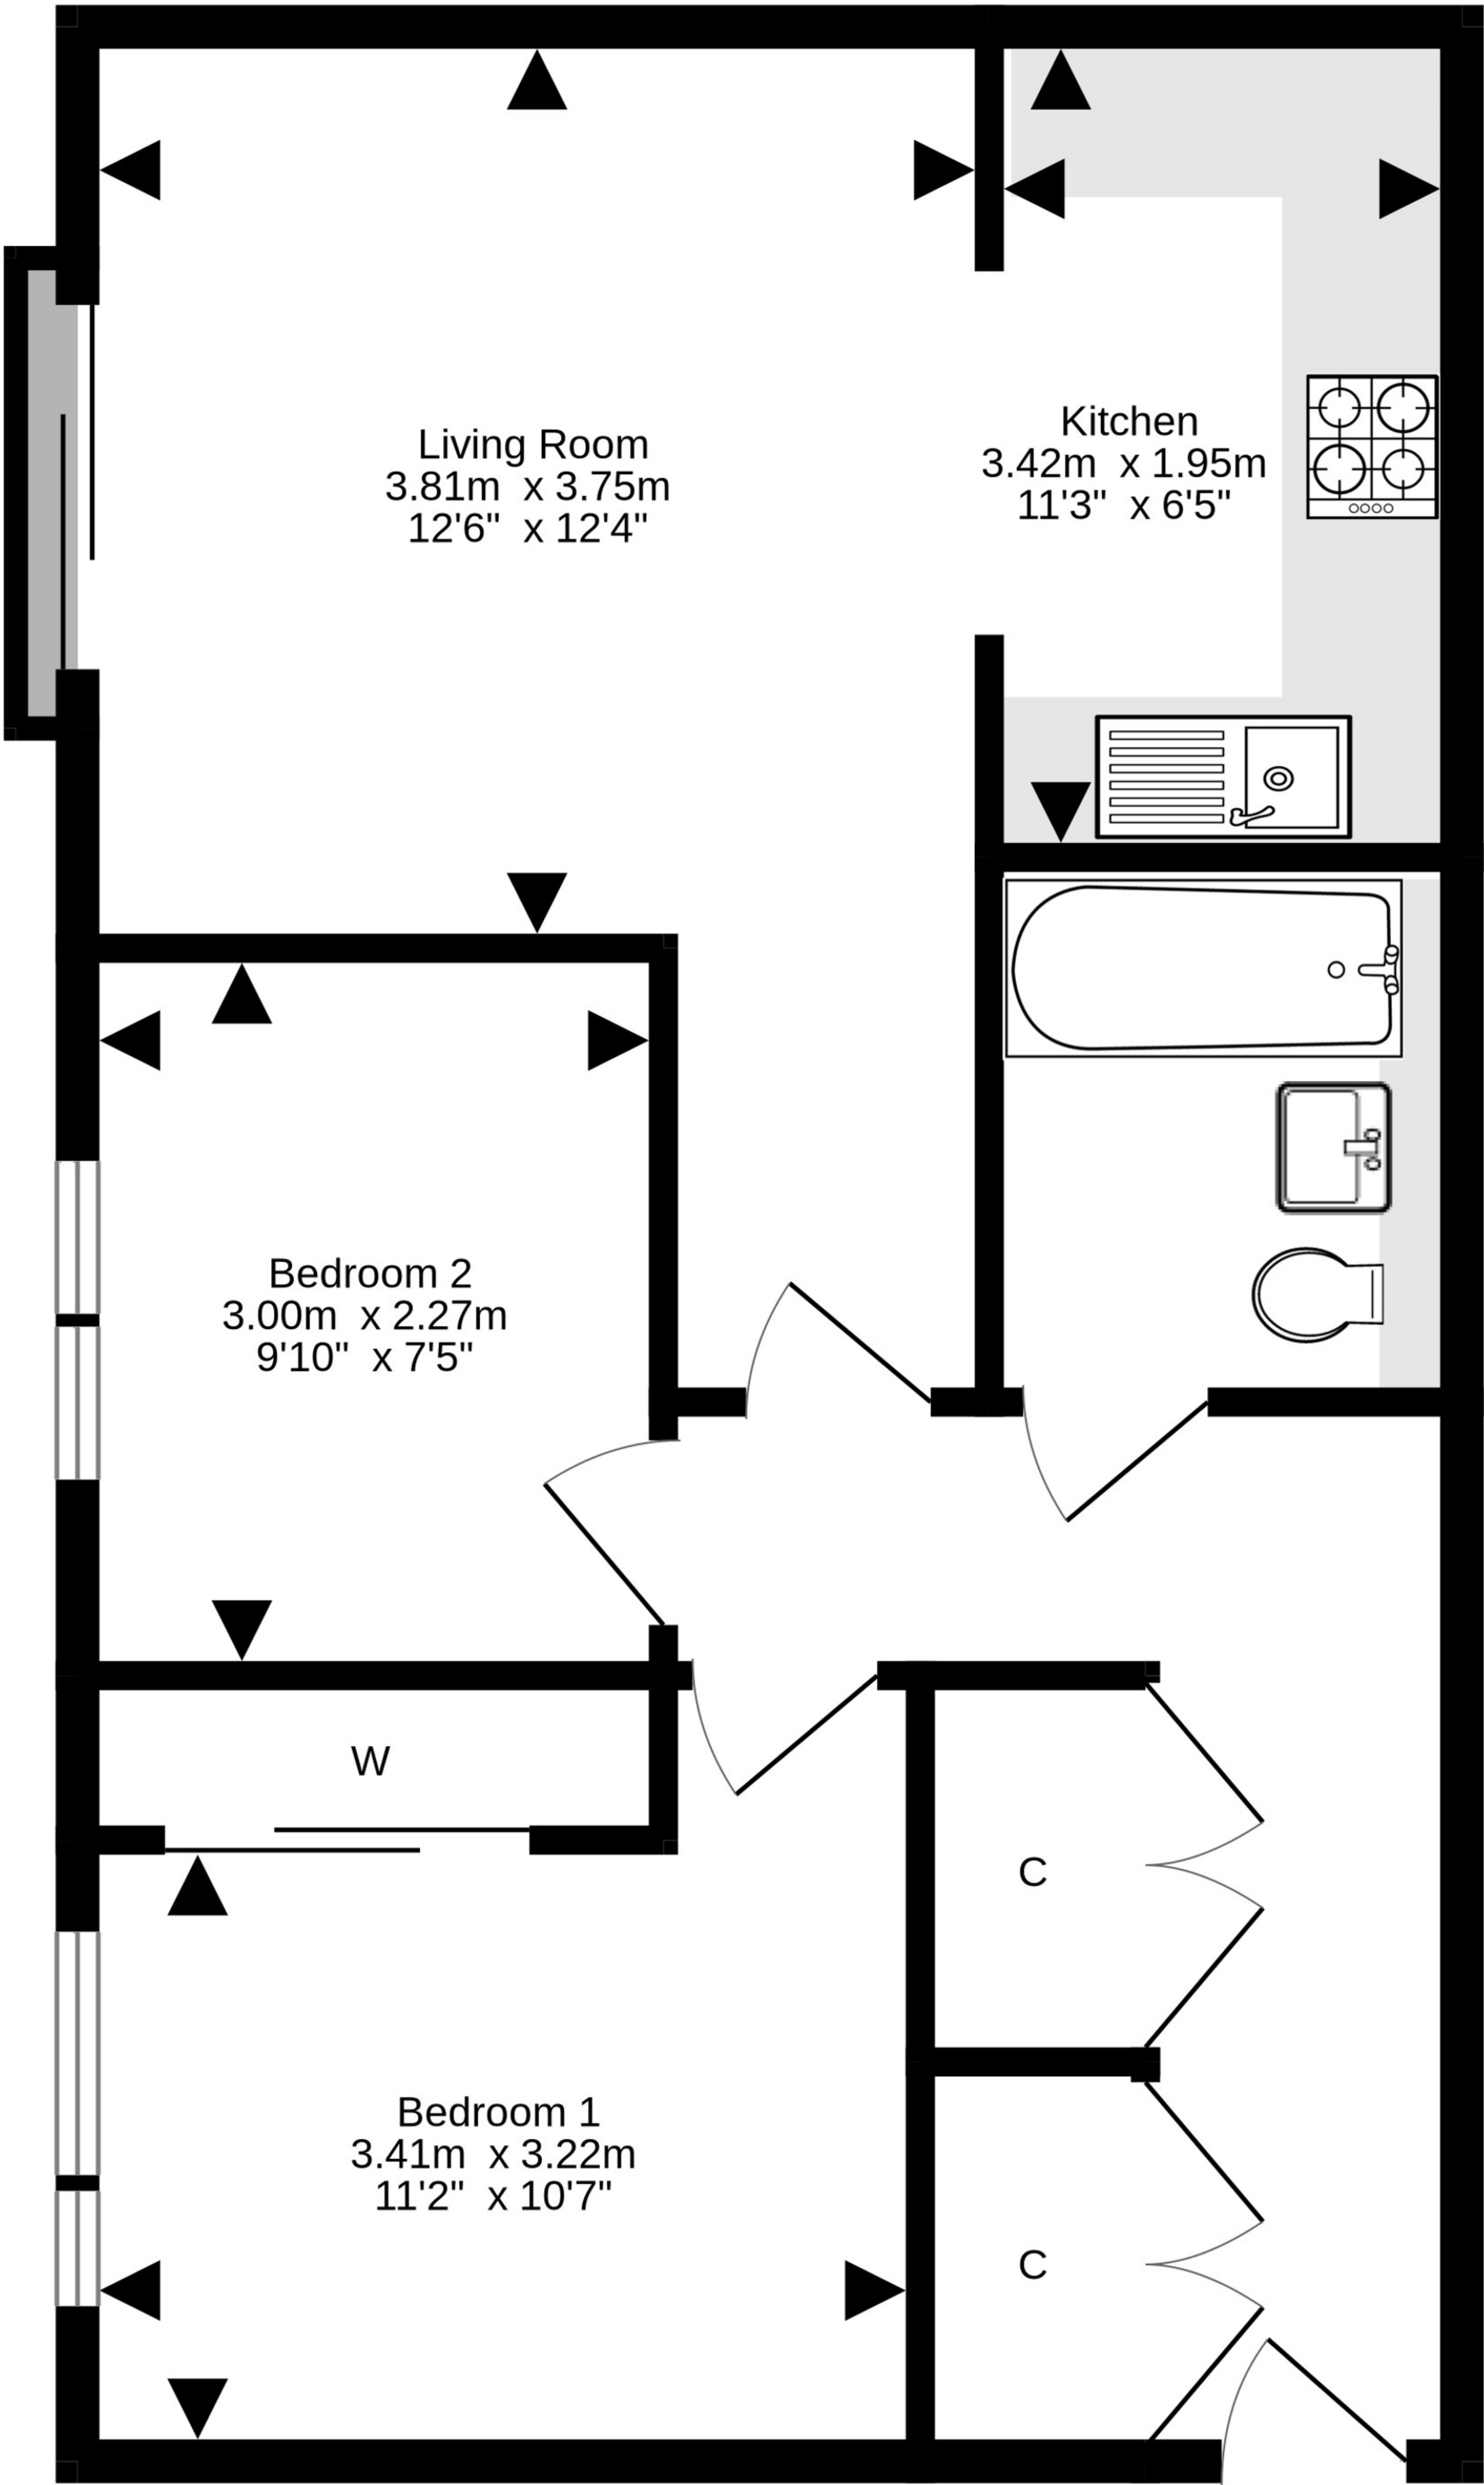 Living Room
3.81m x 3.75m
12'6" x 12'4"
Kitchen
3.42m x 1.95m
11'3" x 6'5"
Bedroom 2
3.00m x 2.27m
9'10" x 7'5"
W
C
Bedroom 1
3.41m x 3.22m
11'2" x 10'7"
C